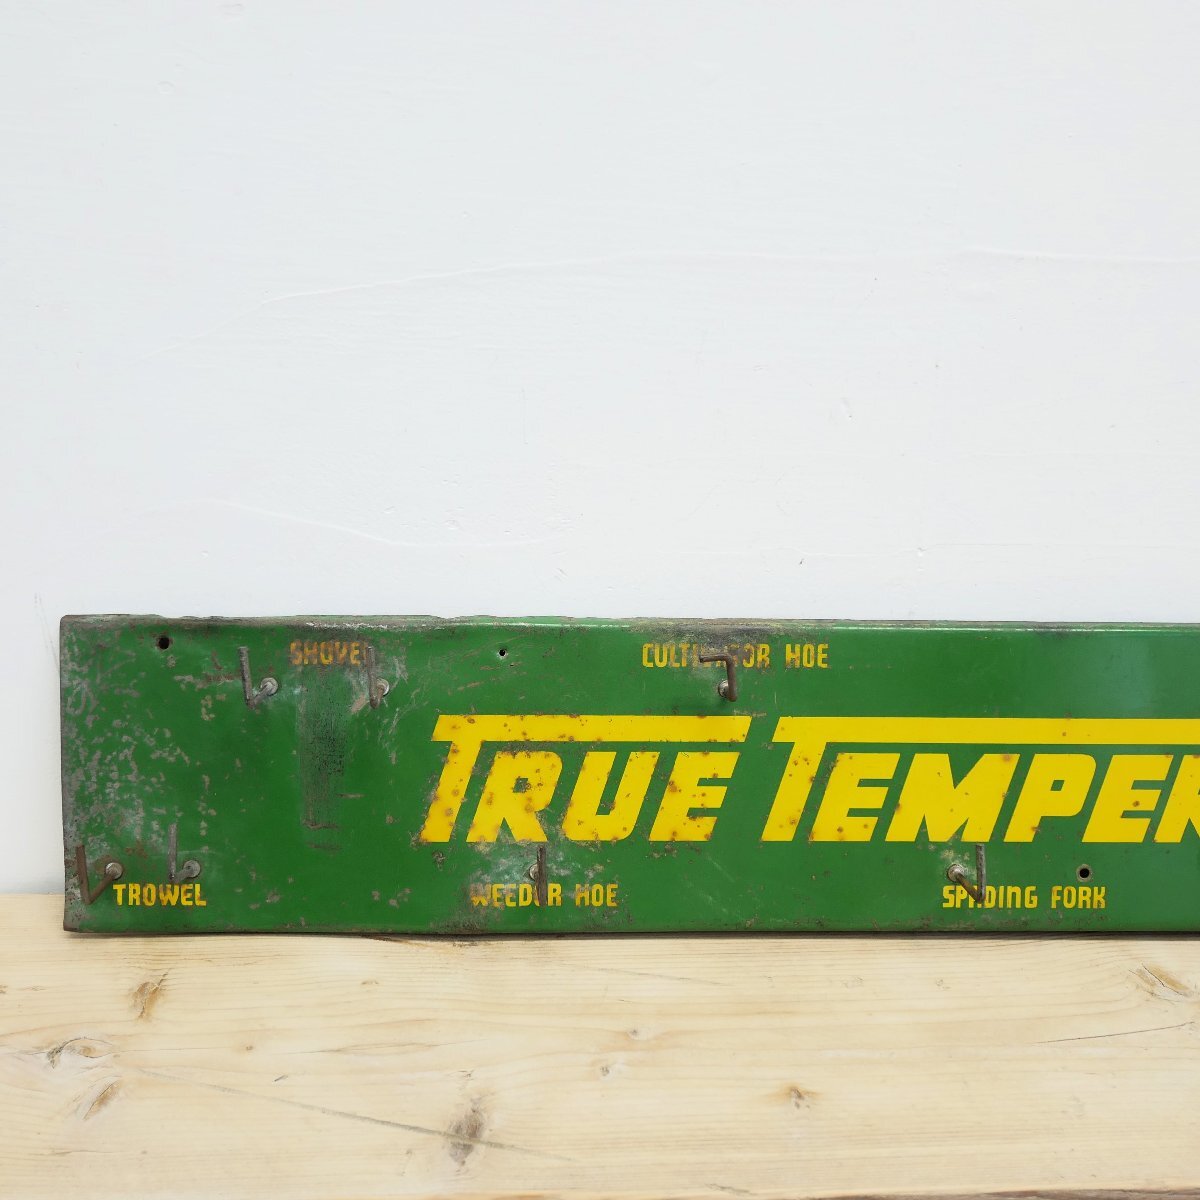 SHOVEL CULTIVATOR HOE
TRUE TEMPER
TROWEL WEEDER HOE SPADING FORK